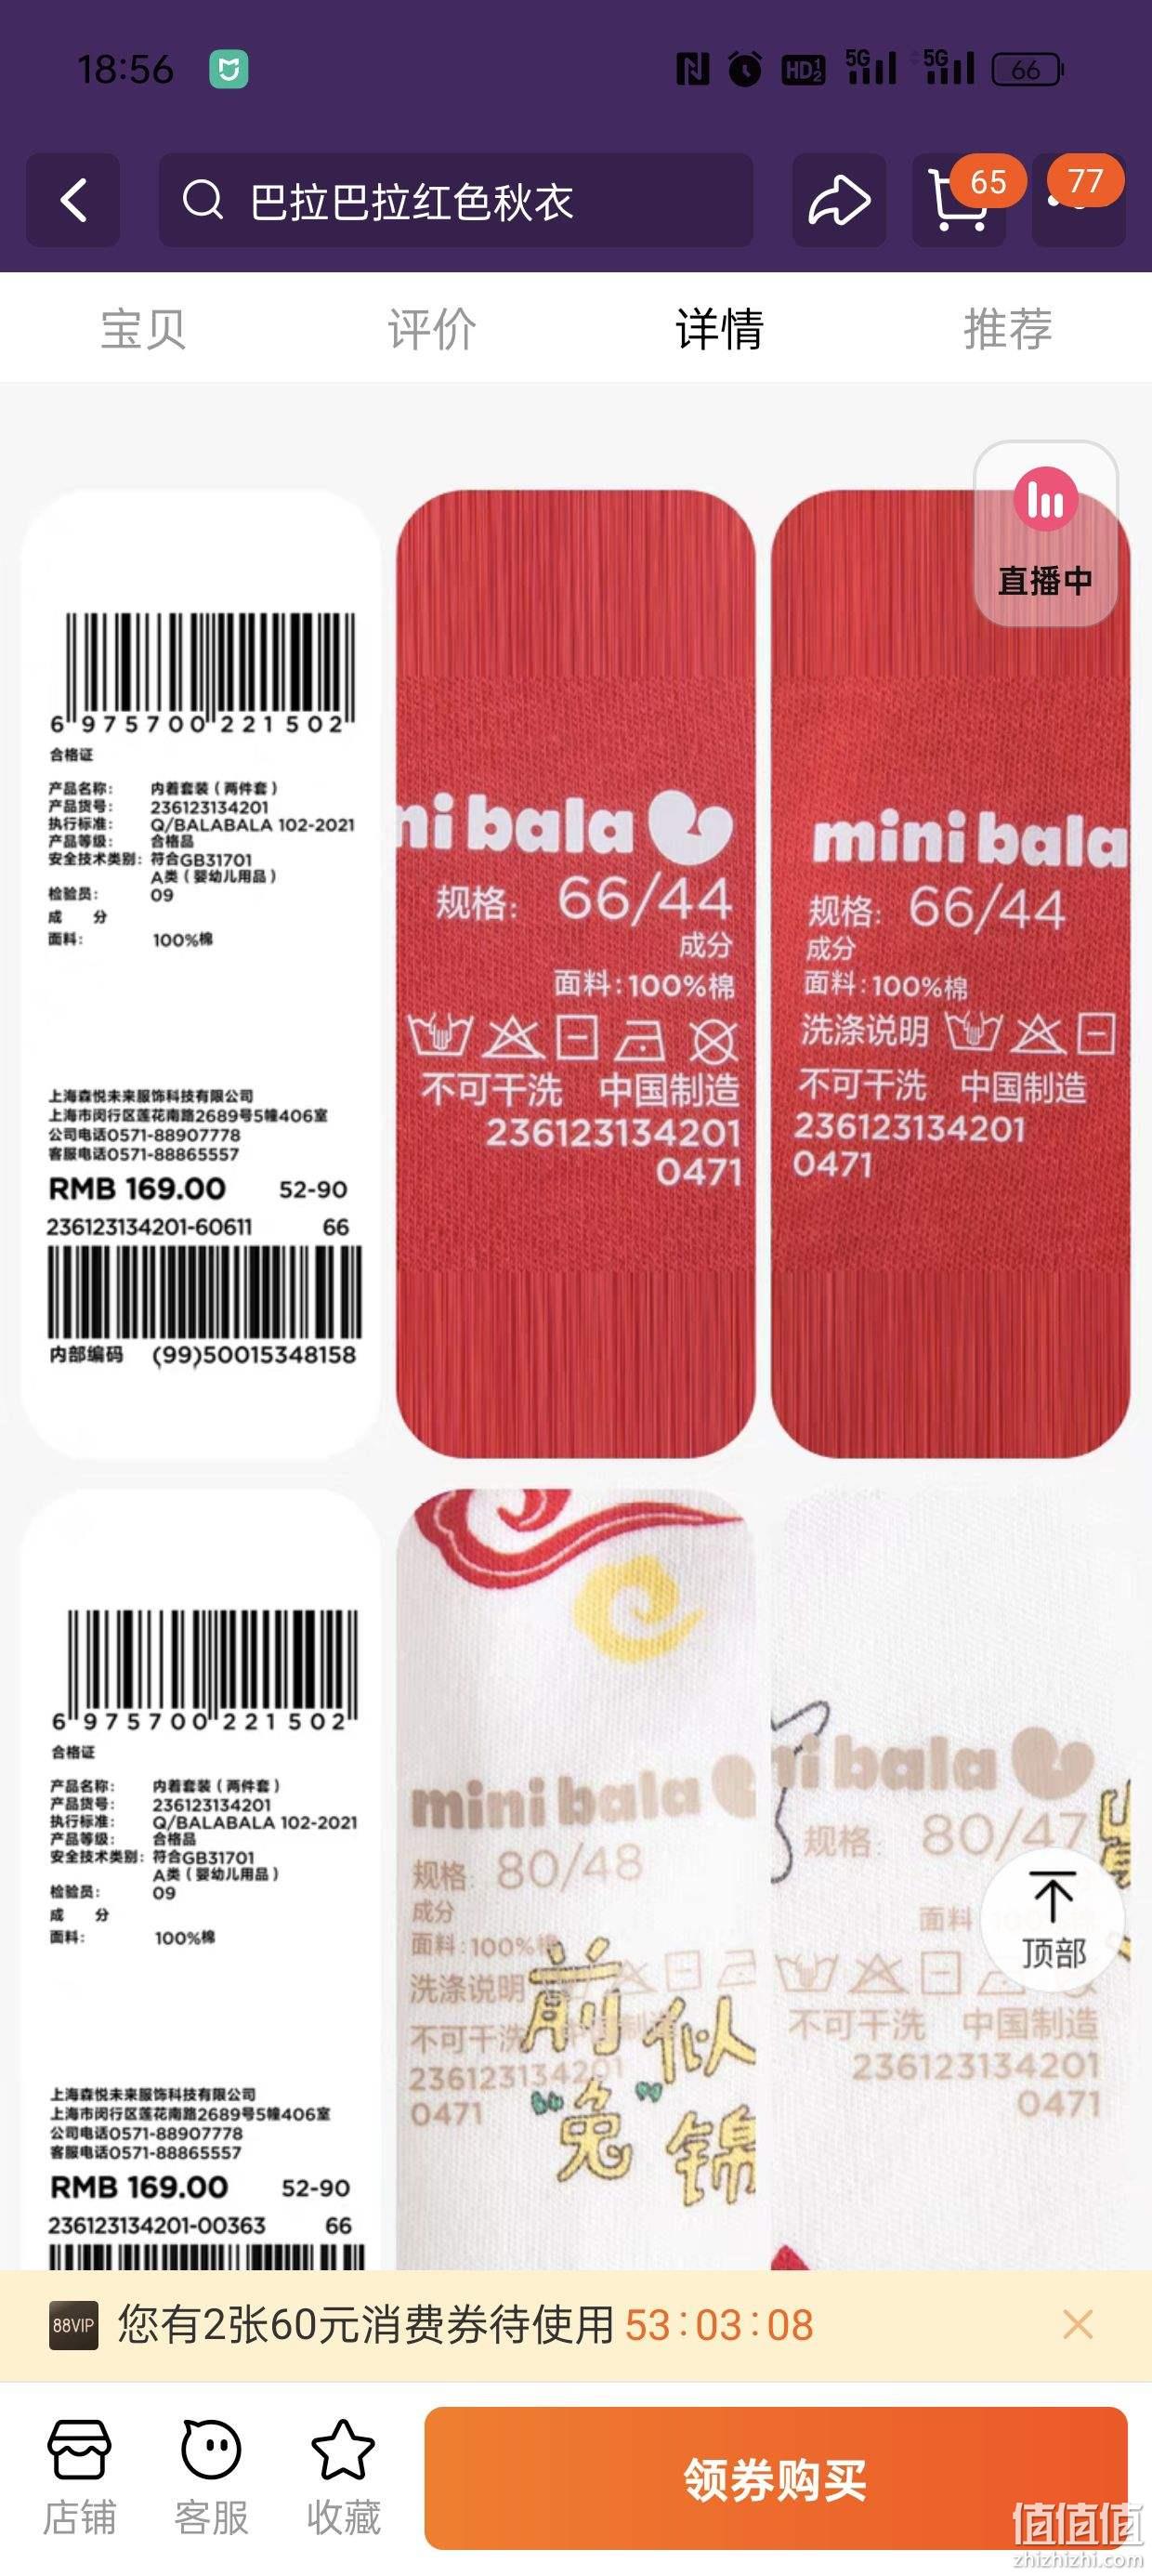 18:56
HD 1 2
5G
5G
66
巴拉巴拉红色秋衣
65
77
宝贝
评价
详情
推荐
直播中
6 975700 221502
合格证
产品名称: 内着套装（两件套）
产品货号: 236123134201
执行标准: Q/BALABALA 102-2021
产品等级: 合格品
安全技术类别: 符合GB31701
A类（婴幼儿用品）
检验员: 09
成 分
面料: 100%棉
上海森悦未来服饰科技有限公司
上海市闵行区莲花南路2689号5幢406室
公司电话0571-88907778
客服电话0571-88865557
RMB 169.00 52-90
236123134201-60611 66
内部编码 (99)50015348158
ni bala
规格: 66/44
成分
面料:100%棉
不可干洗 中国制造
236123134201
0471
mini bala
规格: 66/44
成分
面料:100%棉
洗涤说明
不可干洗 中国制造
236123134201
0471
6 975700 221502
合格证
产品名称: 内着套装（两件套）
产品货号: 236123134201
执行标准: Q/BALABALA 102-2021
产品等级: 合格品
安全技术类别: 符合GB31701
A类（婴幼儿用品）
检验员: 09
成 分
面料: 100%棉
上海森悦未来服饰科技有限公司
上海市闵行区莲花南路2689号5幢406室
公司电话0571-88907778
客服电话0571-88865557
RMB 169.00 52-90
236123134201-00363 66
mini bala
规格: 80/48
成分
面料:100%
洗涤说明
不可干洗
236123134201
0471
前似
"兔"锦
ni bala
规格: 80/47
面料
不可干洗 中国制造
236123134201
0471
顶部
88VIP
您有2张60元消费券待使用 53:03:08
店铺
客服
收藏
领券购买
值值值
zhizhizhi.com